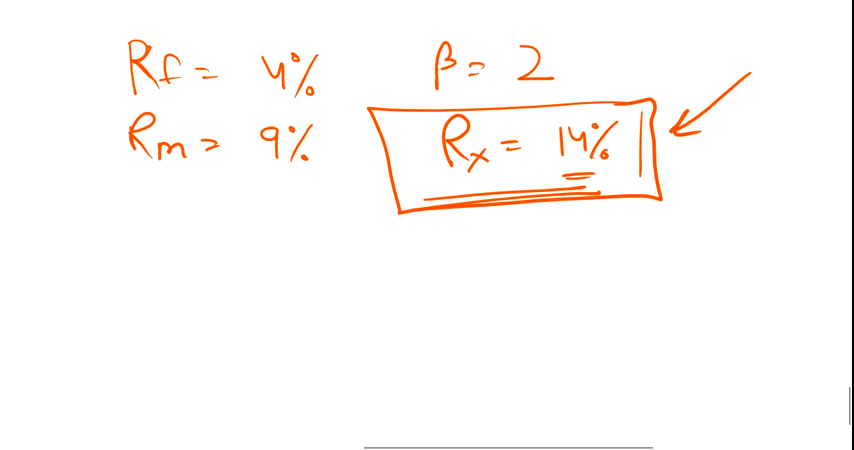 Rf = 4% β = 2
Rm = 9% Rx = 14%